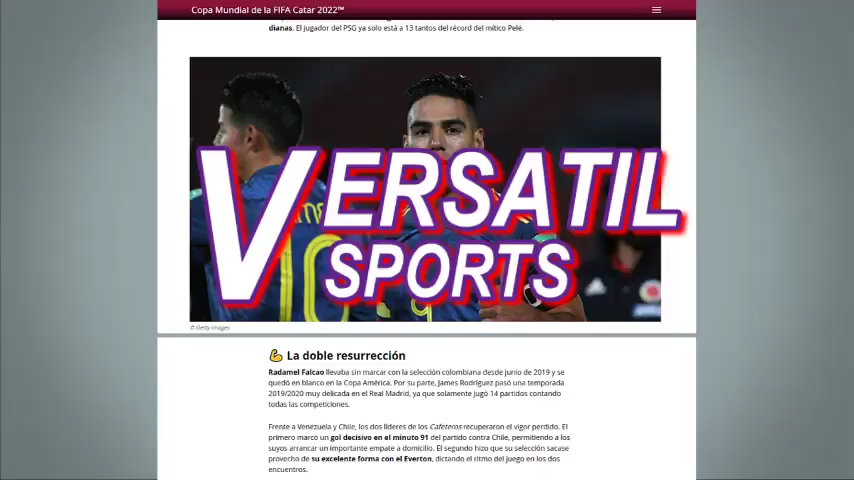 Copa Mundial de la FIFA Catar 2022™
dianas. El jugador del PSG ya solo está a 13 tantos del récord del mítico Pelé.
VERSATIL
SPORTS
10
© Getty Images
La doble resurrección
Radamel Falcao llevaba sin marcar con la selección colombiana desde junio de 2019 y se
quedó en blanco en la Copa América. Por su parte, James Rodríguez pasó una temporada
2019/2020 muy delicada en el Real Madrid, ya que solamente jugó 14 partidos contando
todas las competiciones.
Frente a Venezuela y Chile, los dos líderes de los Cafeteros recuperaron el vigor perdido. El
primero marcó un gol decisivo en el minuto 91 del partido contra Chile, permitiendo a los
suyos arrancar un importante empate a domicilio. El segundo hizo que su selección sacase
provecho de su excelente forma con el Everton, dictando el ritmo del juego en los dos
encuentros.